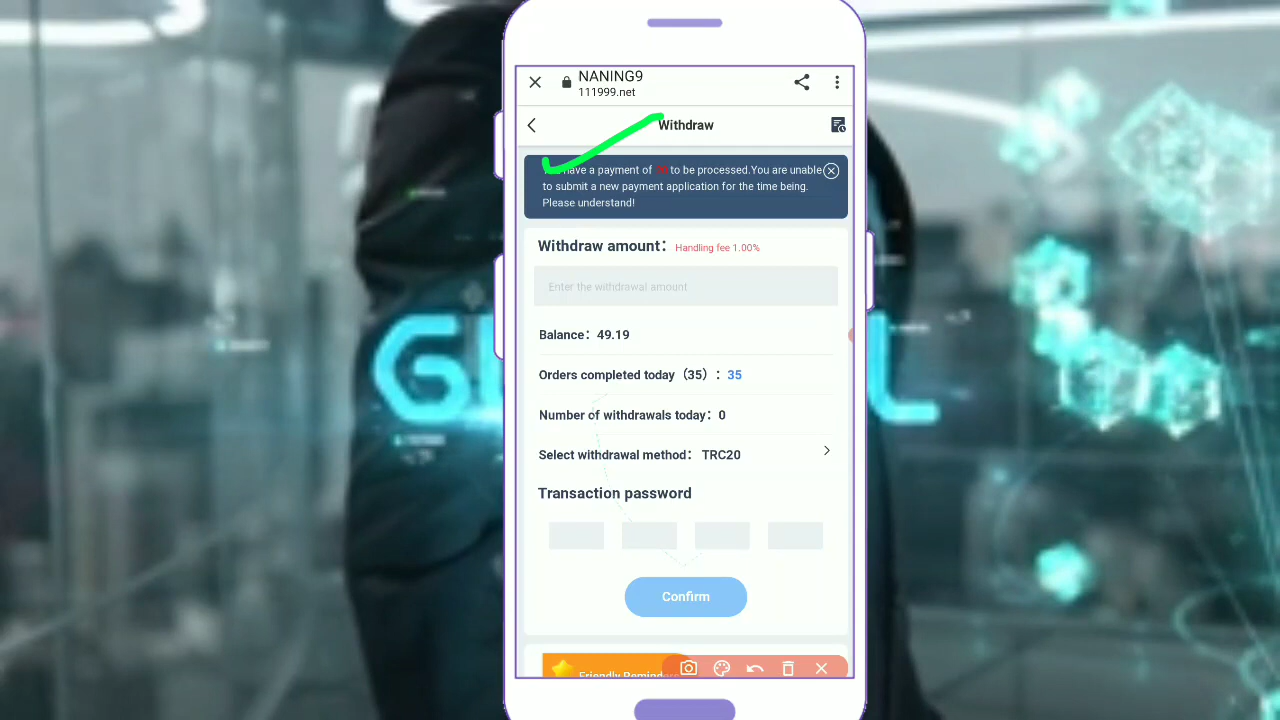 NANING9
111999.net
Withdraw
have a payment of to be processed.You are unable
to submit a new payment application for the time being.
Please understand!
Withdraw amount： Handling fee 1.00%
Enter the withdrawal amount
Balance：49.19
Orders completed today（35）：35
Number of withdrawals today：0
Select withdrawal method： TRC20
Transaction password
Confirm
Friendly Reminder